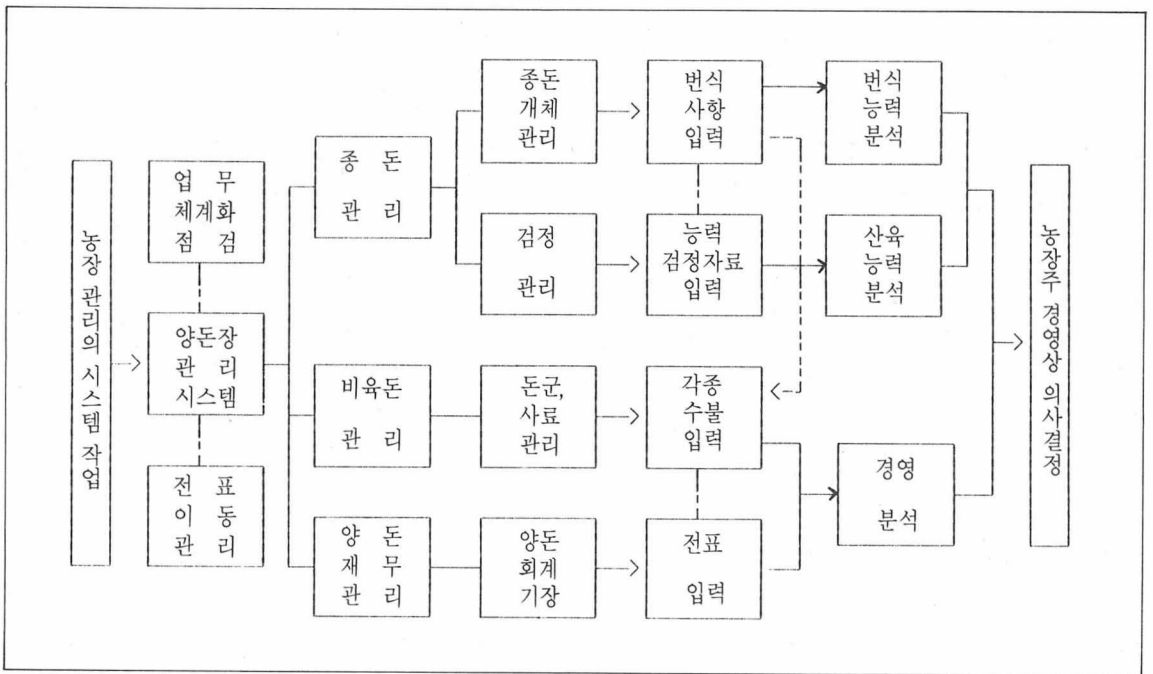 농장 관리의 시스템 작업
업 무
체계화
점 검
양돈장
관 리
시스템
전 표
이 동
관 리
종 돈
관 리
비육돈
관 리
양 돈
재 무
관 리
종돈
개체
관리
검정
관리
돈군,
사료
관리
양돈
회계
기장
번식
사항
입력
능력
검정자료
입력
각종
수불
입력
전표
입력
번식
능력
분석
산육
능력
분석
경영
분석
농장주 경영상 의사결정